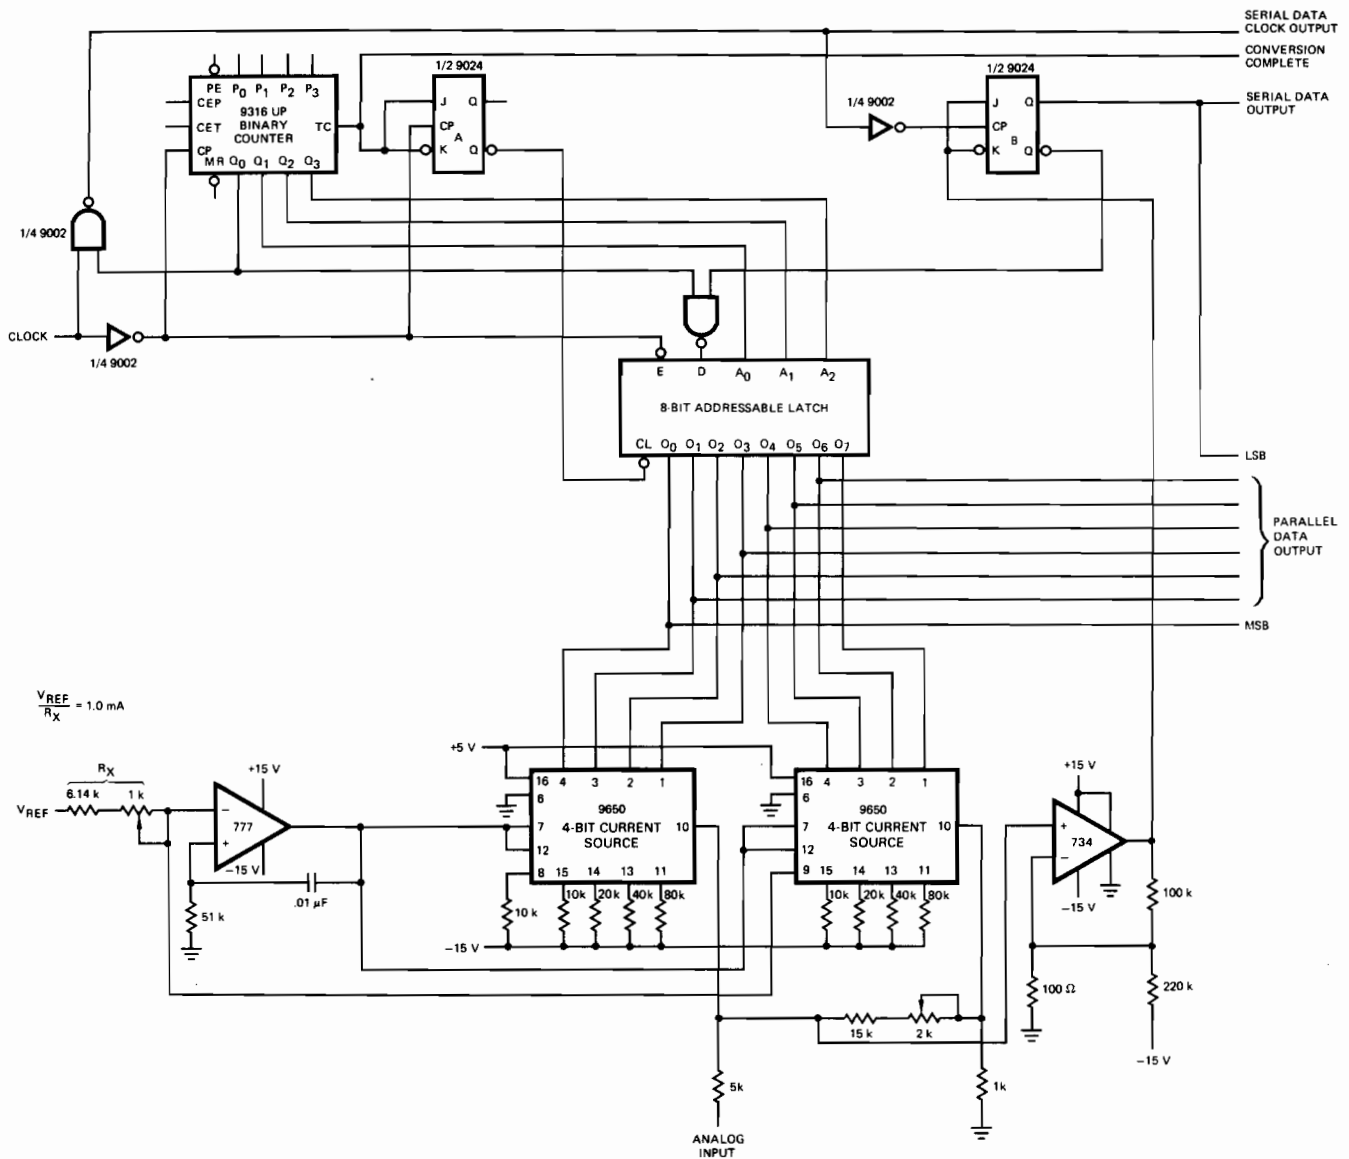 SERIAL DATA
CLOCK OUTPUT
CONVERSION
COMPLETE
1/2 9024
1/2 9024
PE P0 P1 P2 P3
CEP
9316 UP
BINARY
COUNTER
CET
TC
CP
MR Q0 Q1 Q2 Q3
J Q
CP
A
K Q
1/4 9002
J Q
CP
B
K Q
SERIAL DATA
OUTPUT
1/4 9002
CLOCK
1/4 9002
E D A0 A1 A2
8-BIT ADDRESSABLE LATCH
CL O0 O1 O2 O3 O4 O5 O6 O7
LSB
PARALLEL
DATA
OUTPUT
MSB
VREF
RX
= 1.0 mA
+5 V
RX
6.14 k 1 k
VREF
+15 V
−
777
+
−15 V
.01 µF
51 k
16 4 3 2 1
6
9650
7 4-BIT CURRENT 10
SOURCE
12
8 15 14 13 11
10k 20k 40k 80k
10 k
−15 V
16 4 3 2 1
6
9650
7 4-BIT CURRENT 10
SOURCE
12
9 15 14 13 11
10k 20k 40k 80k
+15 V
+
734
−
−15 V
100 k
100 Ω
220 k
−15 V
15 k 2 k
5k
1k
ANALOG
INPUT